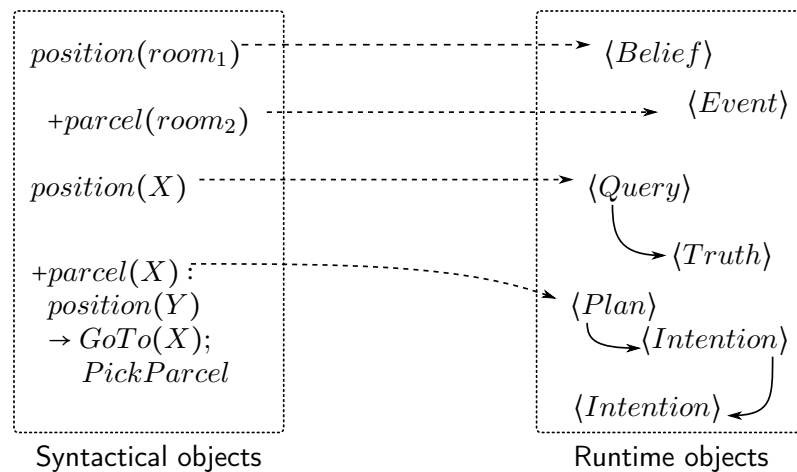 position(room₁)
+parcel(room₂)
position(X)
+parcel(X) :
position(Y)
→ GoTo(X);
PickParcel
Syntactical objects
⟨Belief⟩
⟨Event⟩
⟨Query⟩
⟨Truth⟩
⟨Plan⟩
⟨Intention⟩
⟨Intention⟩
Runtime objects